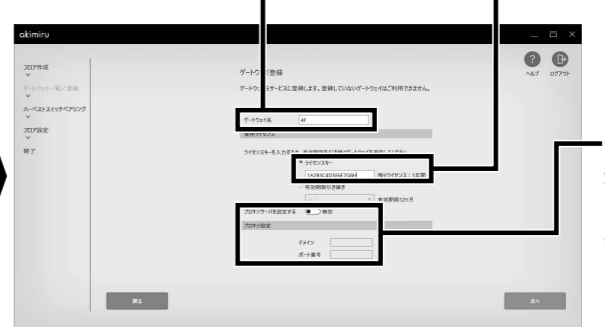 akimiru
ヘルプ ログアウト
フロア作成
ゲートウェイ一覧／登録
ハーベストスイッチペアリング
フロア設定
終了
ゲートウェイ登録
ゲートウェイをサービスに登録します。登録していないゲートウェイはご利用できません。
ゲートウェイ名 4F
ライセンスキー
残りライセンス：1年間
有効期限引き継ぎ
有効期限12ヶ月
プロキシサーバを設定する 無効
プロキシ設定
ドメイン
ポート番号
戻る 次へ